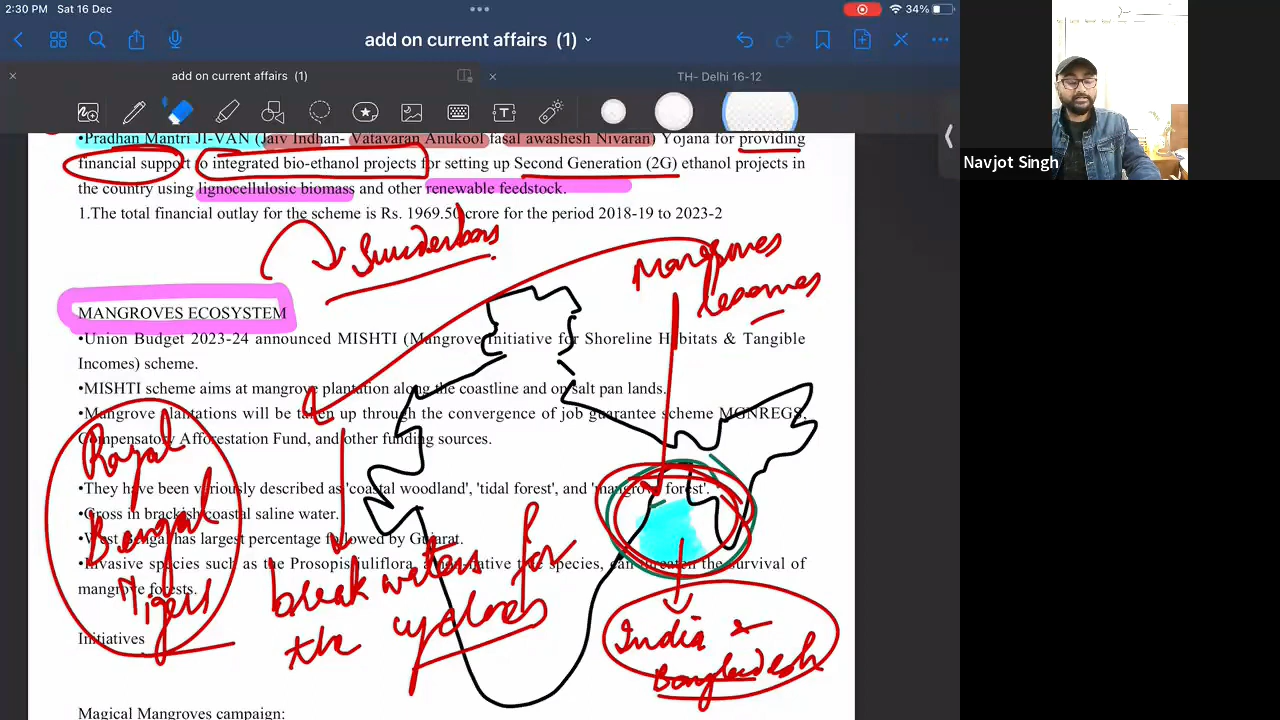 2:30 PM Sat 16 Dec 34%
add on current affairs (1)
add on current affairs (1)
TH- Delhi 16-12
•Pradhan Mantri JI-VAN (Jaiv Indhan- Vatavaran Anukool fasal awashesh Nivaran) Yojana for providing
financial support to integrated bio-ethanol projects for setting up Second Generation (2G) ethanol projects in
the country using lignocellulosic biomass and other renewable feedstock.
1.The total financial outlay for the scheme is Rs. 1969.50 crore for the period 2018-19 to 2023-2
Sunderbans
Mangroves
MANGROVES ECOSYSTEM
•Union Budget 2023-24 announced MISHTI (Mangrove Initiative for Shoreline Habitats & Tangible
Incomes) scheme.
•MISHTI scheme aims at mangrove plantation along the coastline and on salt pan lands.
•Mangrove plantations will be taken up through the convergence of job guarantee scheme MGNREGS,
Compensatory Afforestation Fund, and other funding sources.
•They have been variously described as 'coastal woodland', 'tidal forest', and 'mangrove forest'.
•Gross in brackish coastal saline water.
•West Bengal has largest percentage followed by Gujarat.
•Invasive species such as the Prosopis juliflora, a non-native tree species, can threaten the survival of
mangrove forests.
Royal
Bengal
Tigers
break waters for
the cyclones
India &
Bangladesh
Initiatives
Magical Mangroves campaign:
Navjot Singh